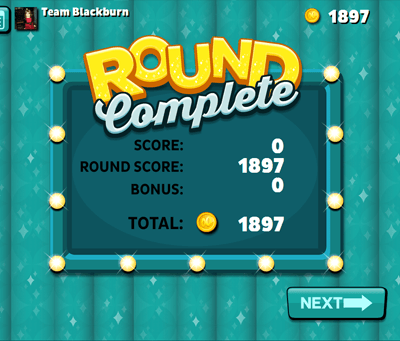 Team Blackburn
1897
ROUND
Complete
SCORE: 0
ROUND SCORE: 1897
BONUS: 0
TOTAL: 1897
NEXT